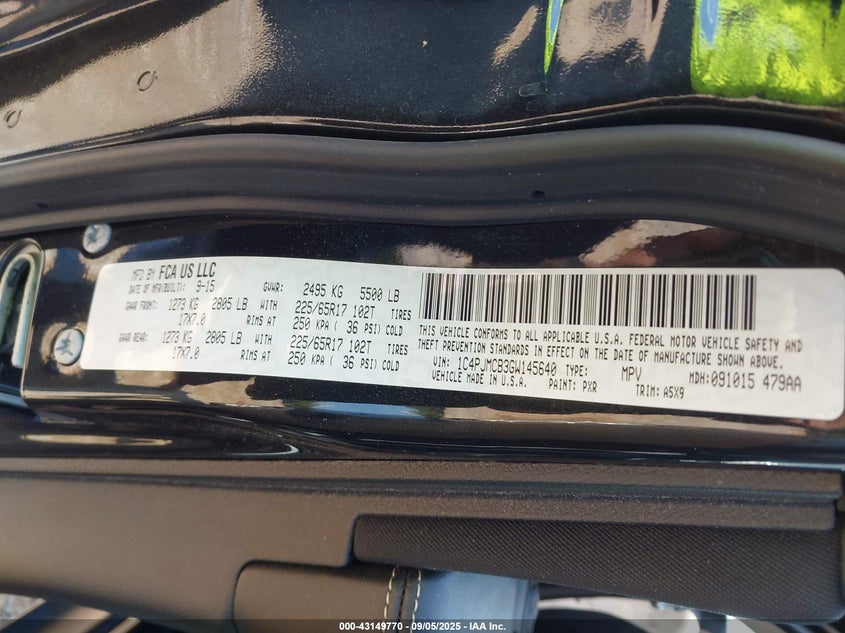 MFD BY FCA US LLC
DATE OF MFR(BUILT): 9-15 GVWR: 2495 KG 5500 LB
GAWR FRONT: 1273 KG 2805 LB WITH 225/65R17 102T TIRES
17X7.0 RIMS AT 250 KPA ( 36 PSI) COLD
GAWR REAR: 1273 KG 2805 LB WITH 225/65R17 102T TIRES
17X7.0 RIMS AT 250 KPA ( 36 PSI) COLD
THIS VEHICLE CONFORMS TO ALL APPLICABLE U.S.A. FEDERAL MOTOR VEHICLE SAFETY AND
THEFT PREVENTION STANDARDS IN EFFECT ON THE DATE OF MANUFACTURE SHOWN ABOVE.
VIN: 1C4PJMCB3GW145640 TYPE: MPV MDH: 091015 479AA
VEHICLE MADE IN U.S.A. PAINT: PXR TRIM: A5X9
000-43149770 - 09/05/2025 - IAA Inc.